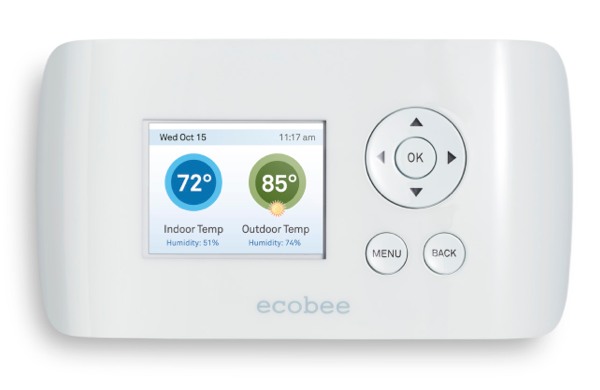 Wed Oct 15 11:17 am
72° 85°
OK
Indoor Temp Outdoor Temp
Humidity: 51% Humidity: 74%
MENU BACK
ecobee